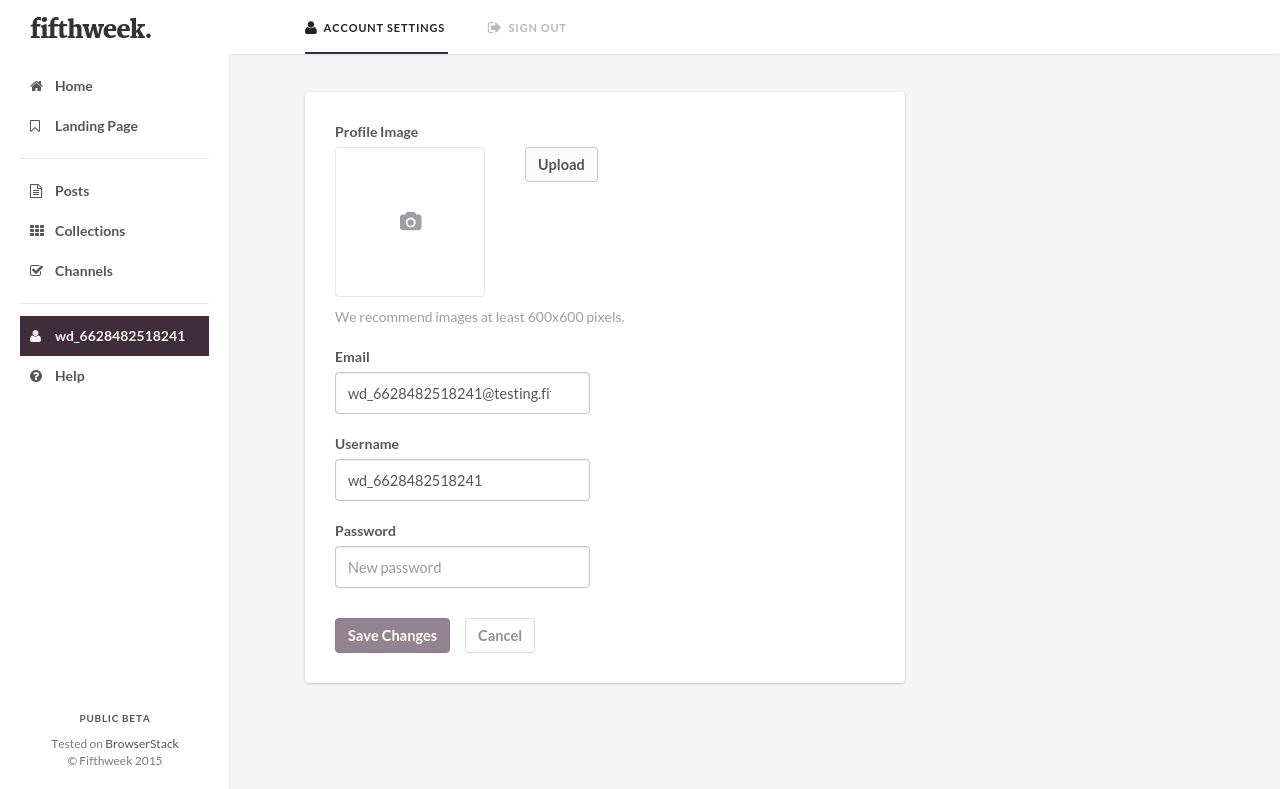 fifthweek.
ACCOUNT SETTINGS
SIGN OUT
Home
Landing Page
Posts
Collections
Channels
wd_6628482518241
Help
Profile Image
Upload
We recommend images at least 600x600 pixels.
Email
wd_6628482518241@testing.fi
Username
wd_6628482518241
Password
New password
Save Changes
Cancel
PUBLIC BETA
Tested on BrowserStack
© Fifthweek 2015